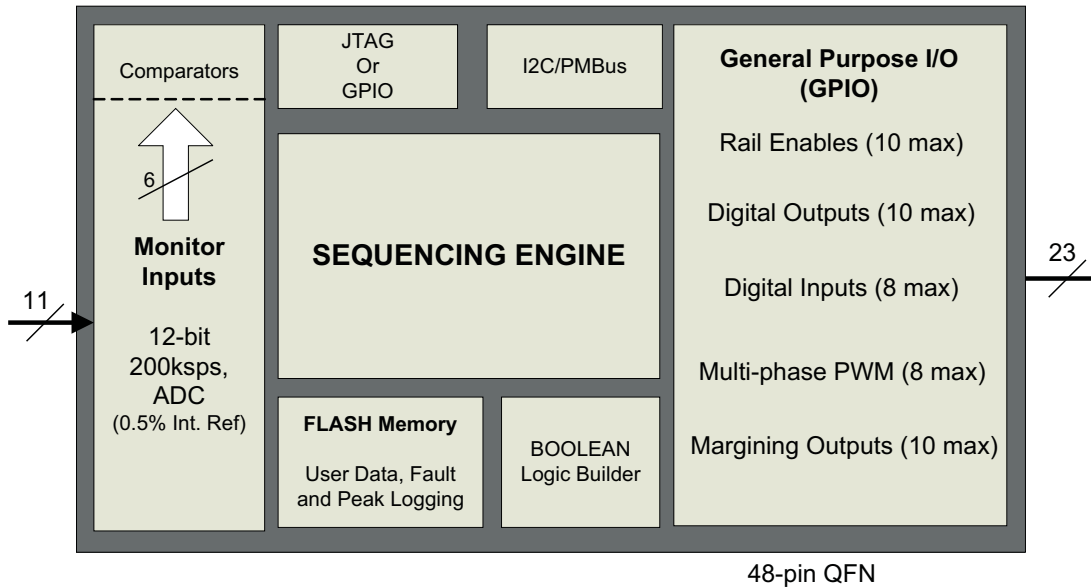 Comparators
6
Monitor
Inputs
12-bit
200ksps,
ADC
(0.5% Int. Ref)
11
JTAG
Or
GPIO
I2C/PMBus
SEQUENCING ENGINE
FLASH Memory
User Data, Fault
and Peak Logging
BOOLEAN
Logic Builder
General Purpose I/O
(GPIO)
Rail Enables (10 max)
Digital Outputs (10 max)
Digital Inputs (8 max)
Multi-phase PWM (8 max)
Margining Outputs (10 max)
23
48-pin QFN